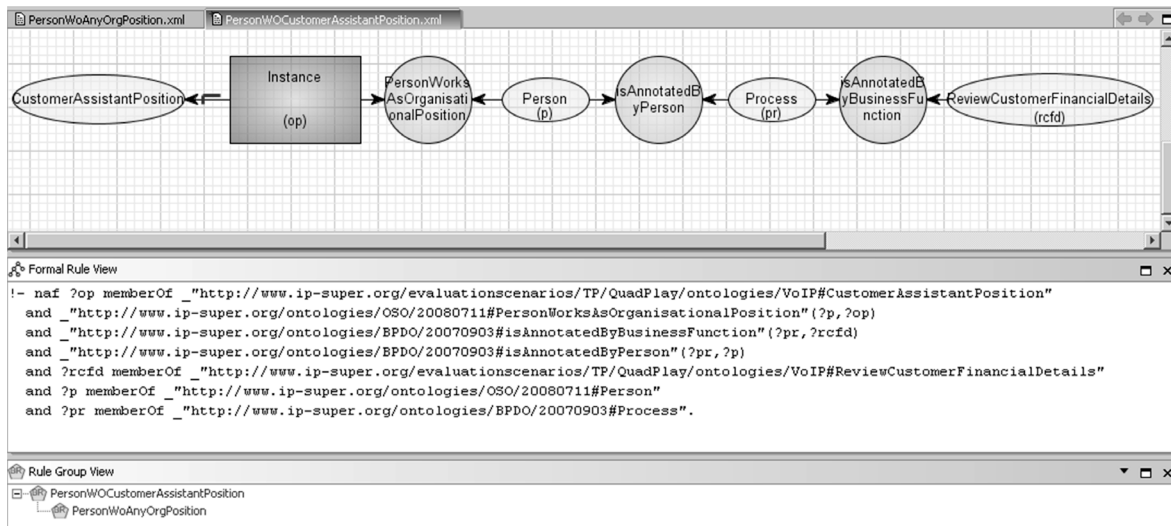 PersonWoAnyOrgPosition.xml
PersonWOCustomerAssistantPosition.xml
CustomerAssistantPosition
Instance
(op)
PersonWorks
AsOrganisati
onalPosition
Person
(p)
isAnnotatedB
yPerson
Process
(pr)
isAnnotatedB
yBusinessFu
nction
ReviewCustomerFinancialDetails
(rcfd)
Formal Rule View
!- naf ?op memberOf _"http://www.ip-super.org/evaluationscenarios/TP/QuadPlay/ontologies/VoIP#CustomerAssistantPosition"
and _"http://www.ip-super.org/ontologies/OSO/20080711#PersonWorksAsOrganisationalPosition"(?p,?op)
and _"http://www.ip-super.org/ontologies/BPDO/20070903#isAnnotatedByBusinessFunction"(?pr,?rcfd)
and _"http://www.ip-super.org/ontologies/BPDO/20070903#isAnnotatedByPerson"(?pr,?p)
and ?rcfd memberOf _"http://www.ip-super.org/evaluationscenarios/TP/QuadPlay/ontologies/VoIP#ReviewCustomerFinancialDetails"
and ?p memberOf _"http://www.ip-super.org/ontologies/OSO/20080711#Person"
and ?pr memberOf _"http://www.ip-super.org/ontologies/BPDO/20070903#Process".
Rule Group View
PersonWOCustomerAssistantPosition
PersonWoAnyOrgPosition